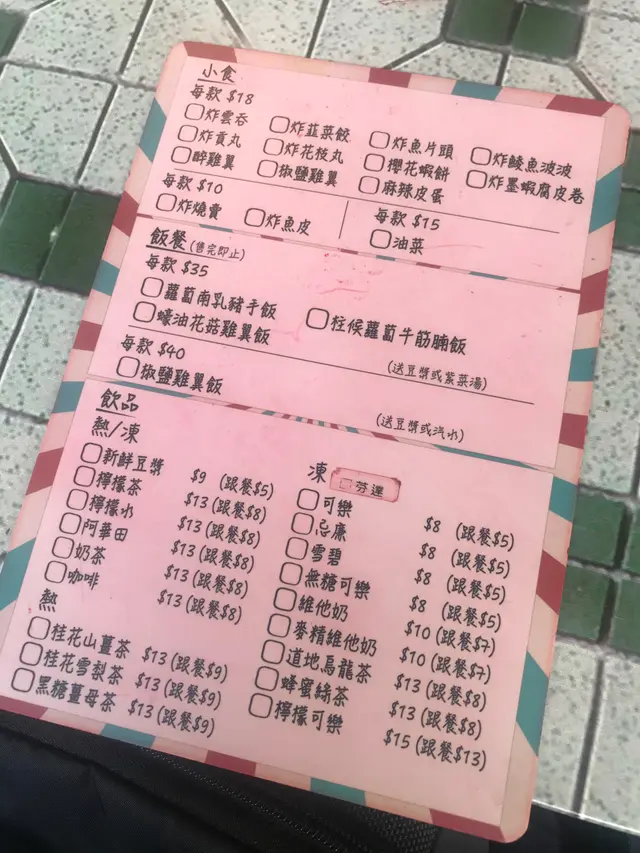 小食
每款 $18
炸雲吞 炸韮菜餃 炸魚片頭 炸鯪魚波波
炸貢丸 炸花枝丸 櫻花蝦餅 炸墨蝦腐皮卷
醉雞翼 椒鹽雞翼 麻辣皮蛋
每款 $10
炸燒賣 炸魚皮
每款 $15
油菜
飯餐 (售完即止)
每款 $35
蘿蔔南乳豬手飯 柱候蘿蔔牛筋腩飯
蠔油花菇雞翼飯
(送豆漿或紫菜湯)
每款 $40
椒鹽雞翼飯
(送豆漿或汽水)
飲品
熱/凍
新鮮豆漿 $9 (跟餐$5)
檸檬茶 $13 (跟餐$8)
檸檬水 $13 (跟餐$8)
阿華田 $13 (跟餐$8)
奶茶 $13 (跟餐$8)
咖啡 $13 (跟餐$8)
熱
桂花山薑茶 $13 (跟餐$9)
桂花雪梨茶 $13 (跟餐$9)
黑糖薑母茶 $13 (跟餐$9)
凍 芬達
可樂 $8 (跟餐$5)
忌廉 $8 (跟餐$5)
雪碧 $8 (跟餐$5)
無糖可樂 $8 (跟餐$5)
維他奶 $10 (跟餐$7)
麥精維他奶 $10 (跟餐$7)
道地烏龍茶 $13 (跟餐$8)
蜂蜜綠茶 $13 (跟餐$8)
檸檬可樂 $15 (跟餐$13)